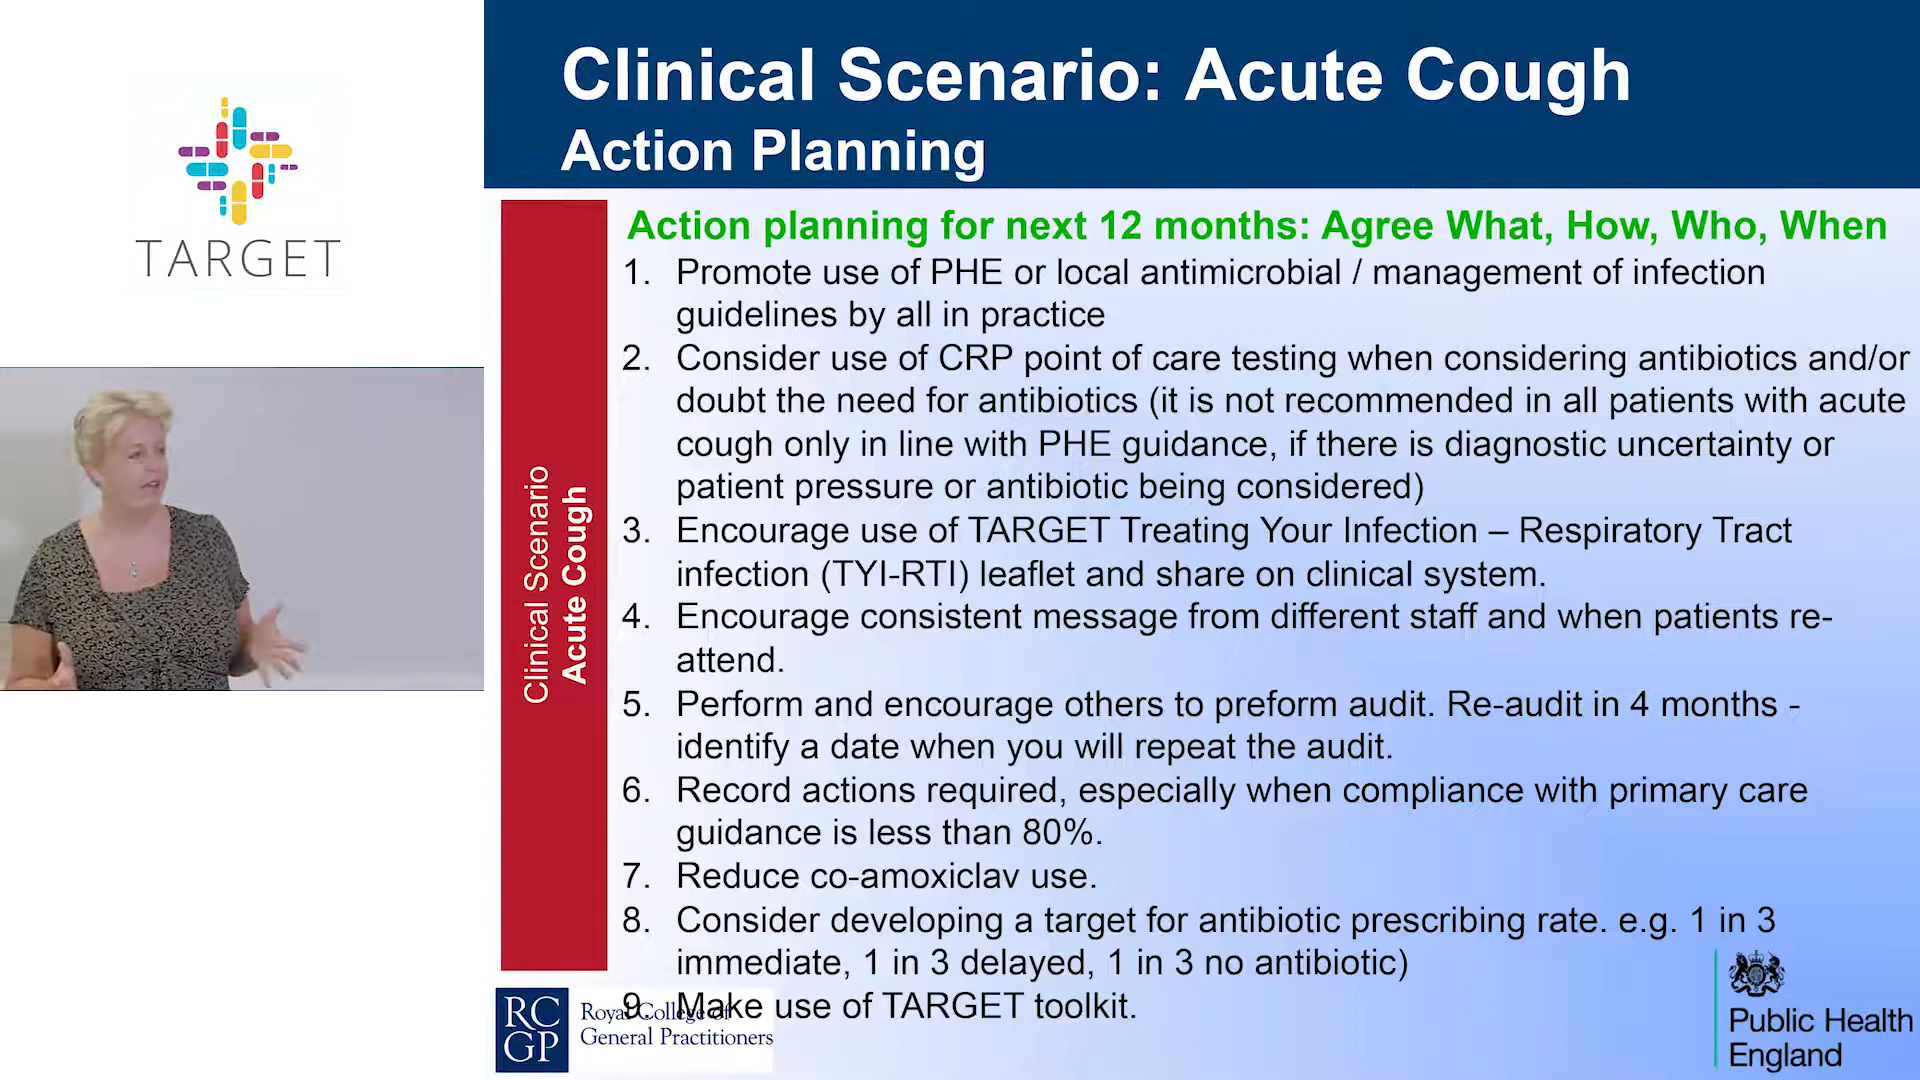 TARGET
Clinical Scenario: Acute Cough
Action Planning
Clinical Scenario
Acute Cough
Action planning for next 12 months: Agree What, How, Who, When
1. Promote use of PHE or local antimicrobial / management of infection
guidelines by all in practice
2. Consider use of CRP point of care testing when considering antibiotics and/or
doubt the need for antibiotics (it is not recommended in all patients with acute
cough only in line with PHE guidance, if there is diagnostic uncertainty or
patient pressure or antibiotic being considered)
3. Encourage use of TARGET Treating Your Infection – Respiratory Tract
infection (TYI-RTI) leaflet and share on clinical system.
4. Encourage consistent message from different staff and when patients re-
attend.
5. Perform and encourage others to preform audit. Re-audit in 4 months -
identify a date when you will repeat the audit.
6. Record actions required, especially when compliance with primary care
guidance is less than 80%.
7. Reduce co-amoxiclav use.
8. Consider developing a target for antibiotic prescribing rate. e.g. 1 in 3
immediate, 1 in 3 delayed, 1 in 3 no antibiotic)
9. Make use of TARGET toolkit.
RC
GP
Royal College of
General Practitioners
Public Health
England